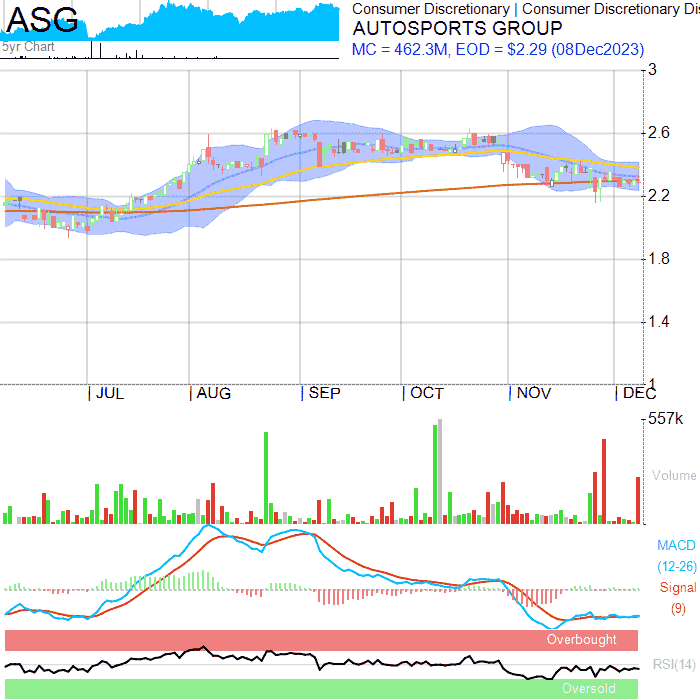 ASG
5yr Chart
Consumer Discretionary | Consumer Discretionary Dis
AUTOSPORTS GROUP
MC = 462.3M, EOD = $2.29 (08Dec2023)
3
2.6
2.2
1.8
1.4
1
| JUL | AUG | SEP | OCT | NOV | DEC
557k
Volume
MACD
(12-26)
Signal
(9)
Overbought
RSI(14)
Oversold